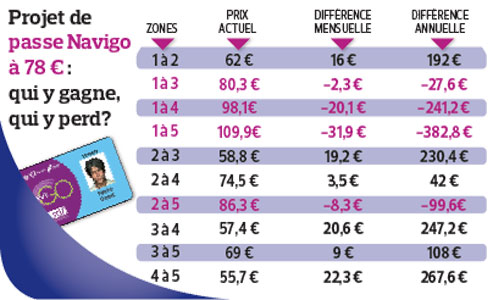 Projet de
passe Navigo
à 78 € :
qui y gagne,
qui y perd?
ZONES PRIX ACTUEL DIFFÉRENCE MENSUELLE DIFFÉRENCE ANNUELLE
1 à 2 62 € 16 € 192 €
1 à 3 80,3 € –2,3 € –27,6 €
1 à 4 98,1€ –20,1 € –241,2 €
1 à 5 109,9€ –31,9 € –382,8 €
2 à 3 58,8 € 19,2 € 230,4 €
2 à 4 74,5 € 3,5 € 42 €
2 à 5 86,3 € –8,3 € –99,6€
3 à 4 57,4 € 20,6 € 247,2 €
3 à 5 69 € 9 € 108 €
4 à 5 55,7 € 22,3 € 267,6 €